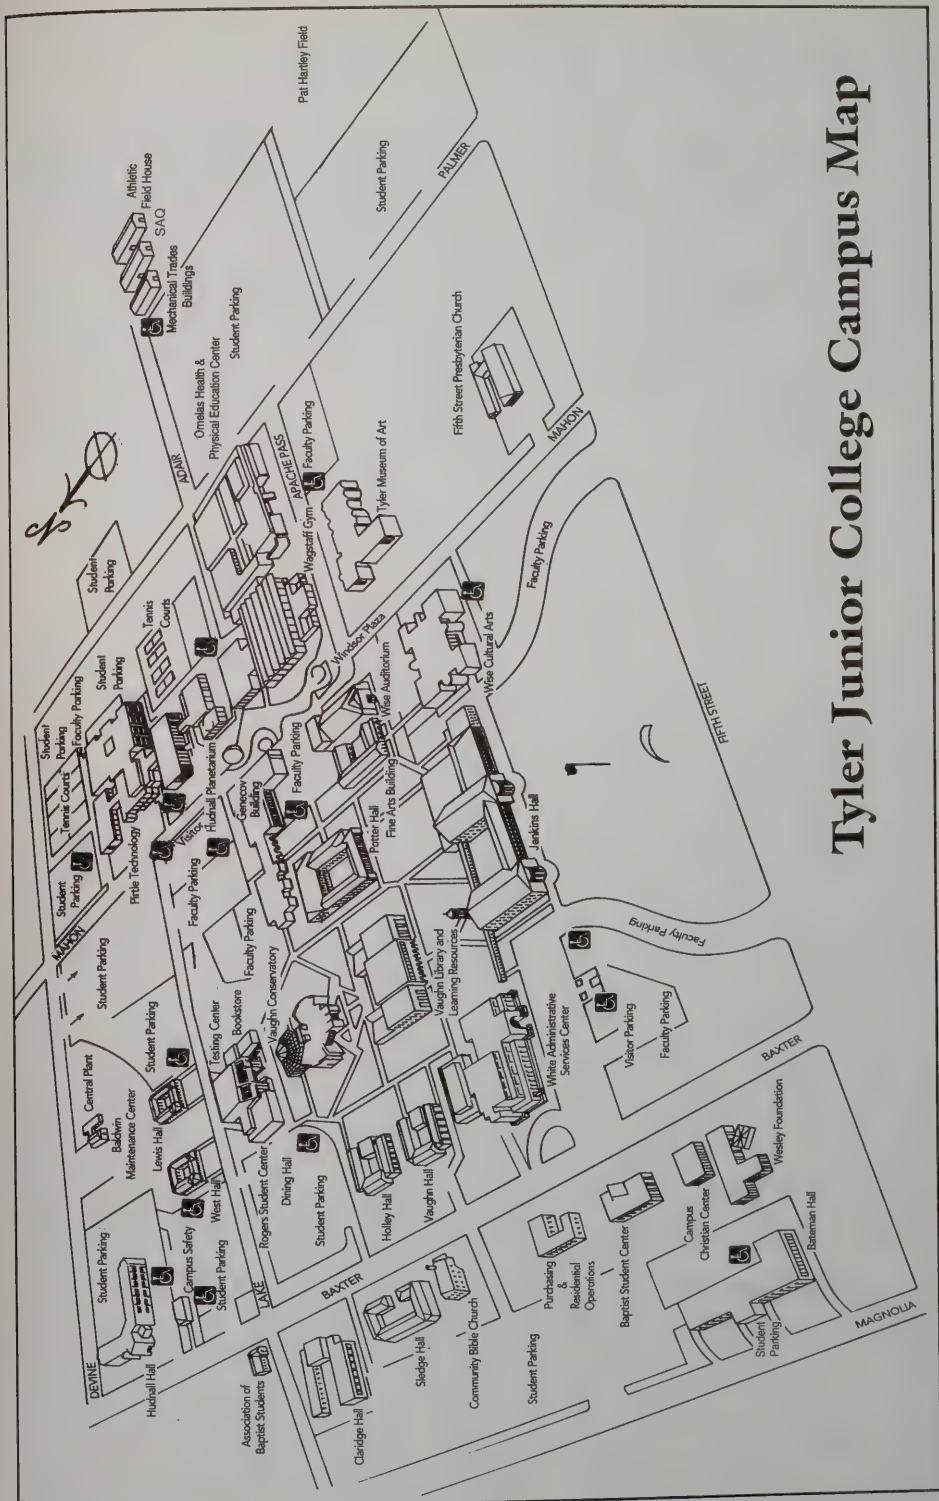 Tyler Junior College Campus Map
N
DEVINE
Hudnall Hall
Student Parking
Campus Safety
Student Parking
LAKE
Association of
Baptist Students
Claridge Hall
BAXTER
Sledge Hall
Community Bible Church
Student Parking
Purchasing
&
Residential
Operations
Baptist Student Center
Campus
Christian Center
Wesley Foundation
Bateman Hall
Student
Parking
MAGNOLIA
BAXTER
Central Plant
Baldwin
Maintenance Center
Lewis Hall
West Hall
Student Parking
Student Parking
Testing Center
Bookstore
Rogers Student Center
Dining Hall
Student Parking
Holley Hall
Vaughn Hall
Vaughn Conservatory
Faculty Parking
Faculty Parking
White Administrative
Services Center
Visitor Parking
Faculty Parking
Faculty Parking
Vaughn Library and
Learning Resources
Jenkins Hall
Potter Hall
Fine Arts Building
Genecov
Building
Faculty Parking
Hudnall Planetarium
Visitor
Pirtle Technology
MAHON
Student
Parking
Tennis Courts
Student
Parking
Faculty Parking
Student
Parking
Tennis
Courts
Student
Parking
Wise Auditorium
Windsor Plaza
Wise Cultural Arts
Wagstaff Gym
Faculty Parking
APACHE PASS
Tyler Museum of Art
Ornelas Health &
Physical Education Center
ADAIR
Student Parking
Mechanical Trades
Buildings
SAQ
Athletic
Field House
Pat Hartley Field
Student Parking
PALMER
Fifth Street Presbyterian Church
MAHON
Faculty Parking
FIFTH STREET